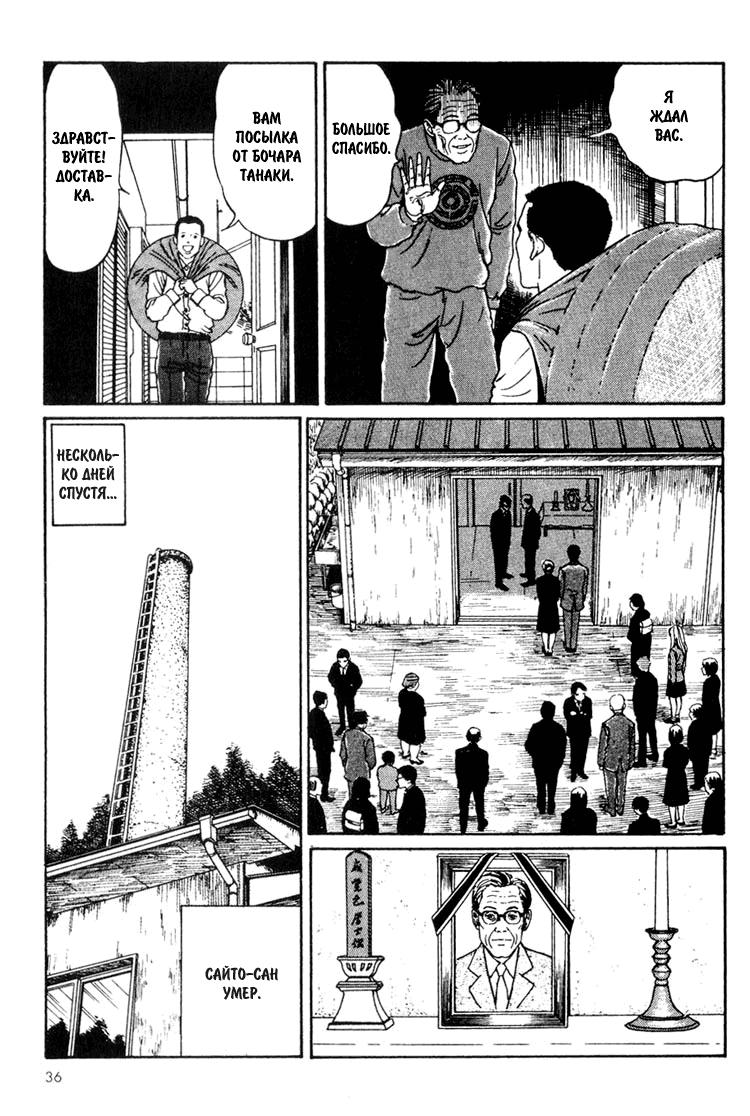 ЗДРАВСТ-
ВУЙТЕ!
ДОСТАВ-
КА.
ВАМ
ПОСЫЛКА
ОТ БОЧАРА
ТАНАКИ.
БОЛЬШОЕ
СПАСИБО.
Я
ЖДАЛ
ВАС.
НЕСКОЛЬ-
КО ДНЕЙ
СПУСТЯ...
САЙТО-САН
УМЕР.
36